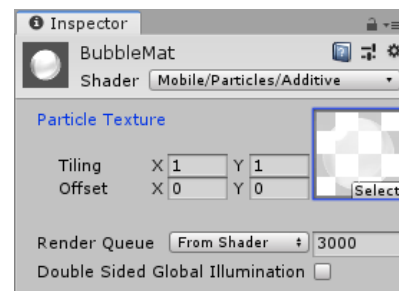 Inspector
BubbleMat
Shader Mobile/Particles/Additive
Particle Texture
Tiling X 1 Y 1
Offset X 0 Y 0
Select
Render Queue From Shader 3000
Double Sided Global Illumination